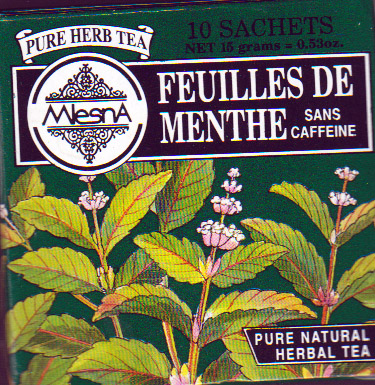 PURE HERB TEA
10 SACHETS
NET 15 grams = 0.53oz.
MlesnA
FEUILLES DE
MENTHE SANS
CAFFEINE
PURE NATURAL
HERBAL TEA